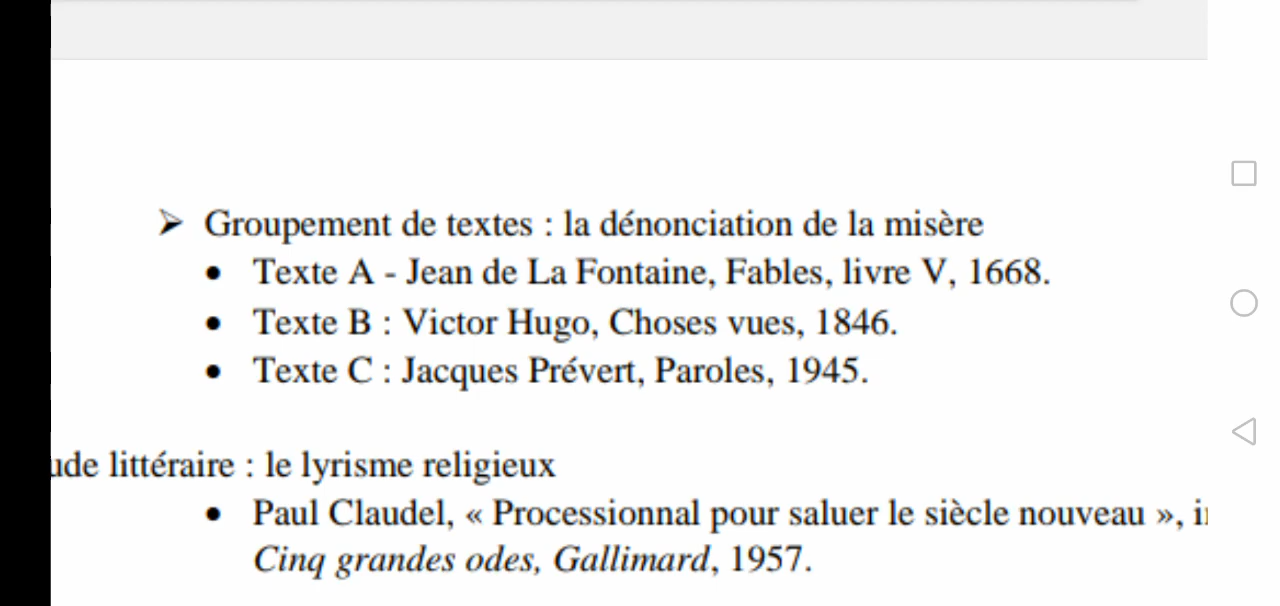 ➢ Groupement de textes : la dénonciation de la misère
• Texte A - Jean de La Fontaine, Fables, livre V, 1668.
• Texte B : Victor Hugo, Choses vues, 1846.
• Texte C : Jacques Prévert, Paroles, 1945.
littéraire : le lyrisme religieux
• Paul Claudel, « Processionnal pour saluer le siècle nouveau »,
Cinq grandes odes, Gallimard, 1957.